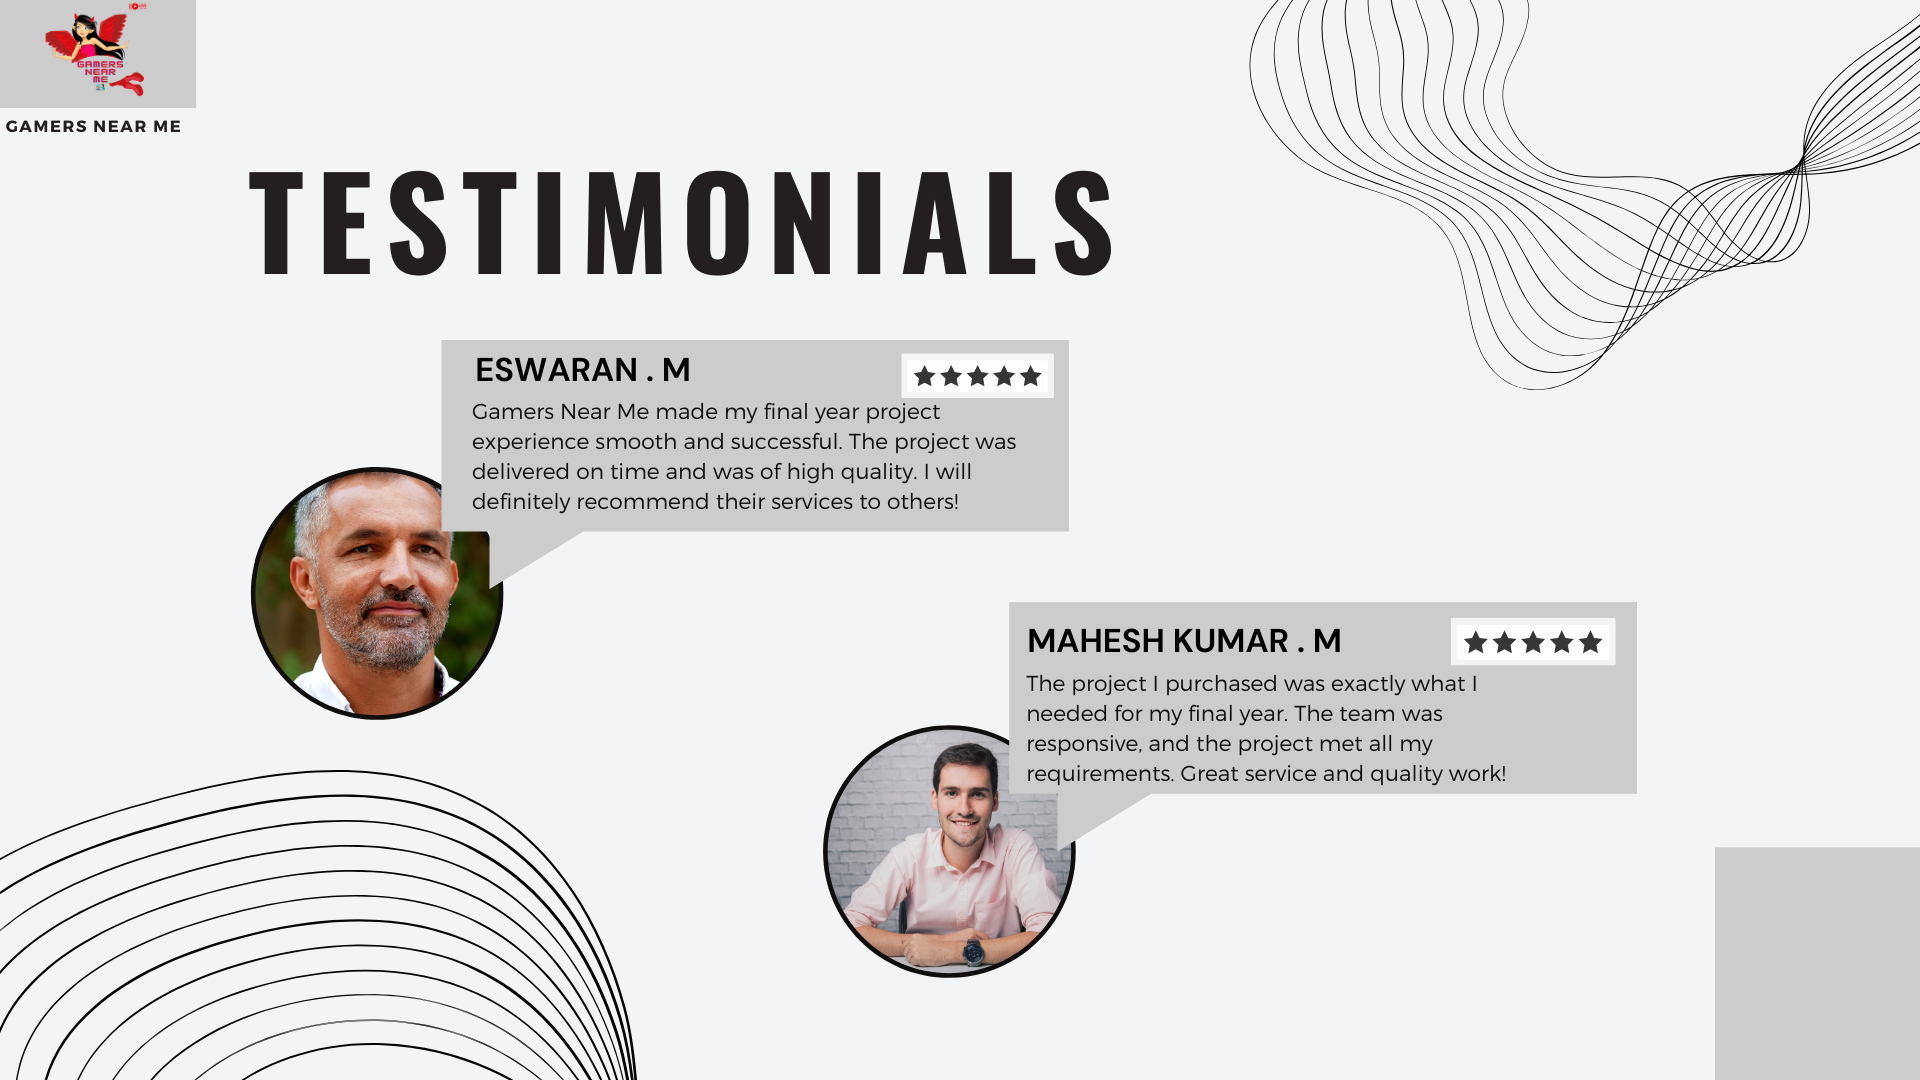 GAMERS
NEAR
ME
GAMERS NEAR ME
TESTIMONIALS
ESWARAN . M
Gamers Near Me made my final year project
experience smooth and successful. The project was
delivered on time and was of high quality. I will
definitely recommend their services to others!
MAHESH KUMAR . M
The project I purchased was exactly what I
needed for my final year. The team was
responsive, and the project met all my
requirements. Great service and quality work!